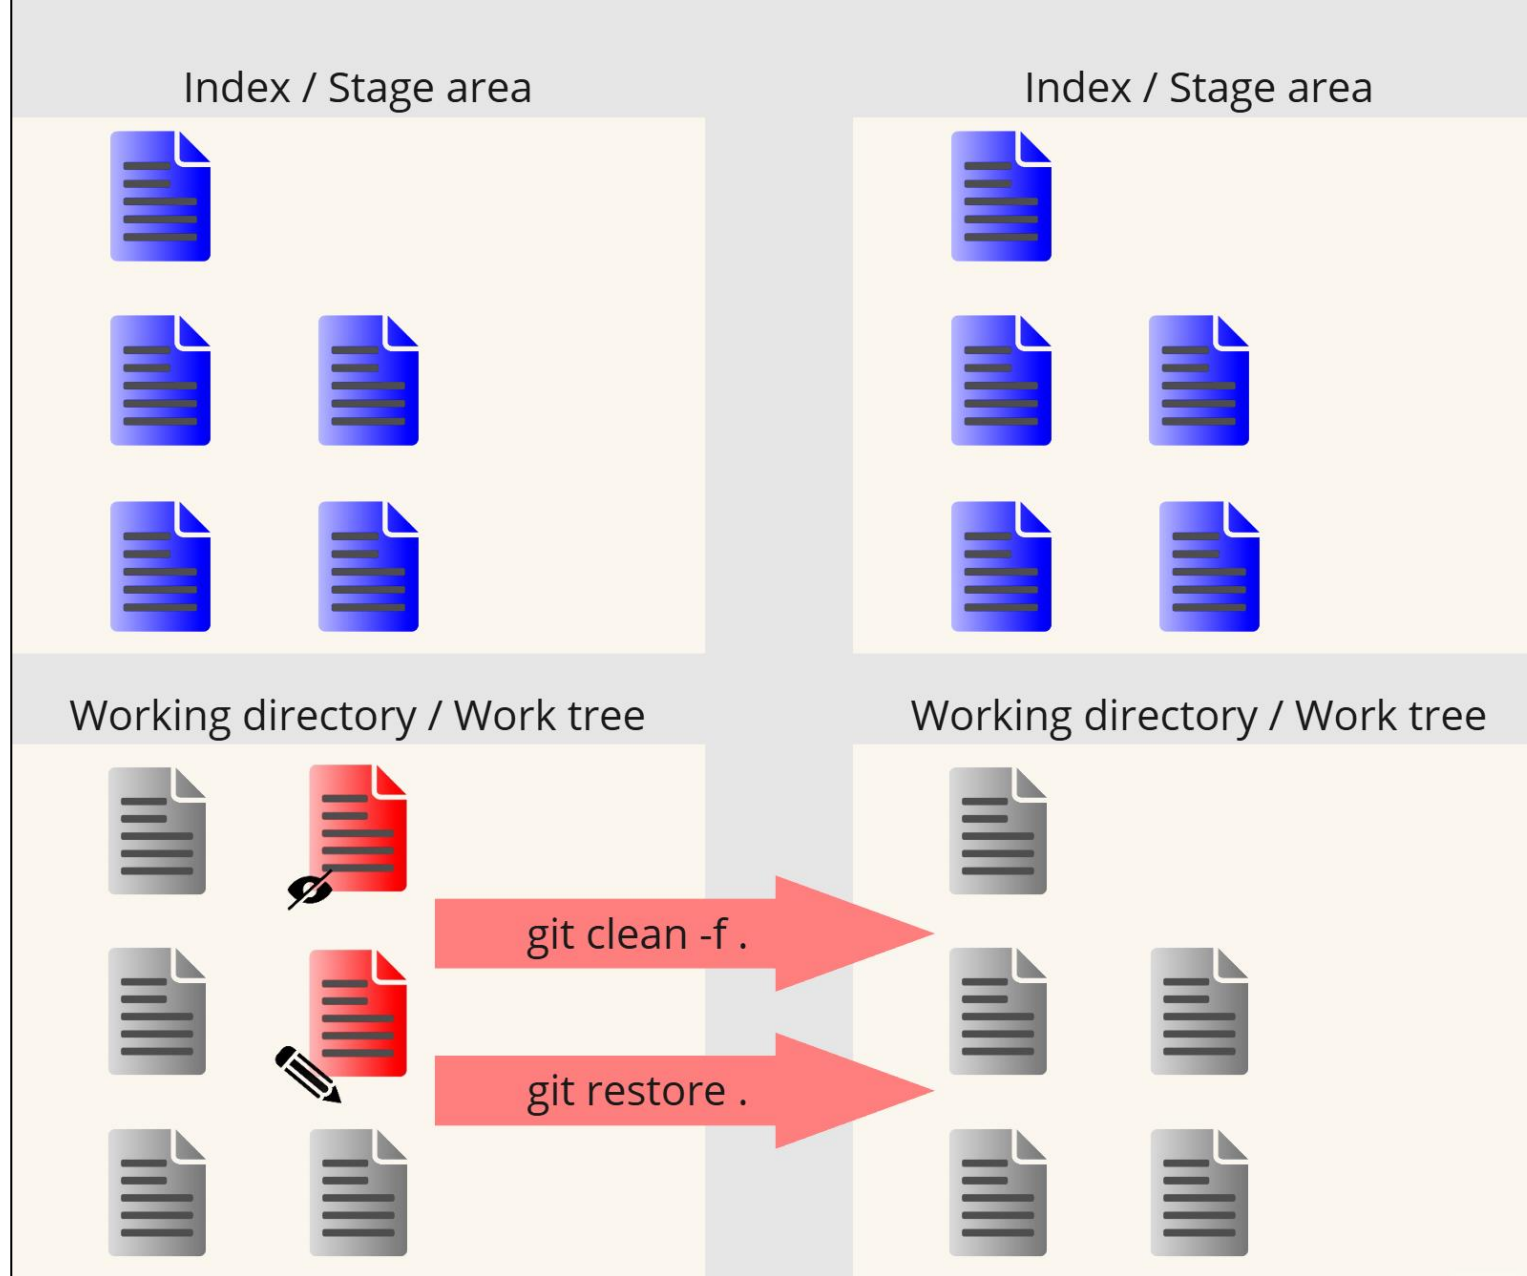 Index / Stage area
Index / Stage area
Working directory / Work tree
Working directory / Work tree
git clean -f .
git restore .